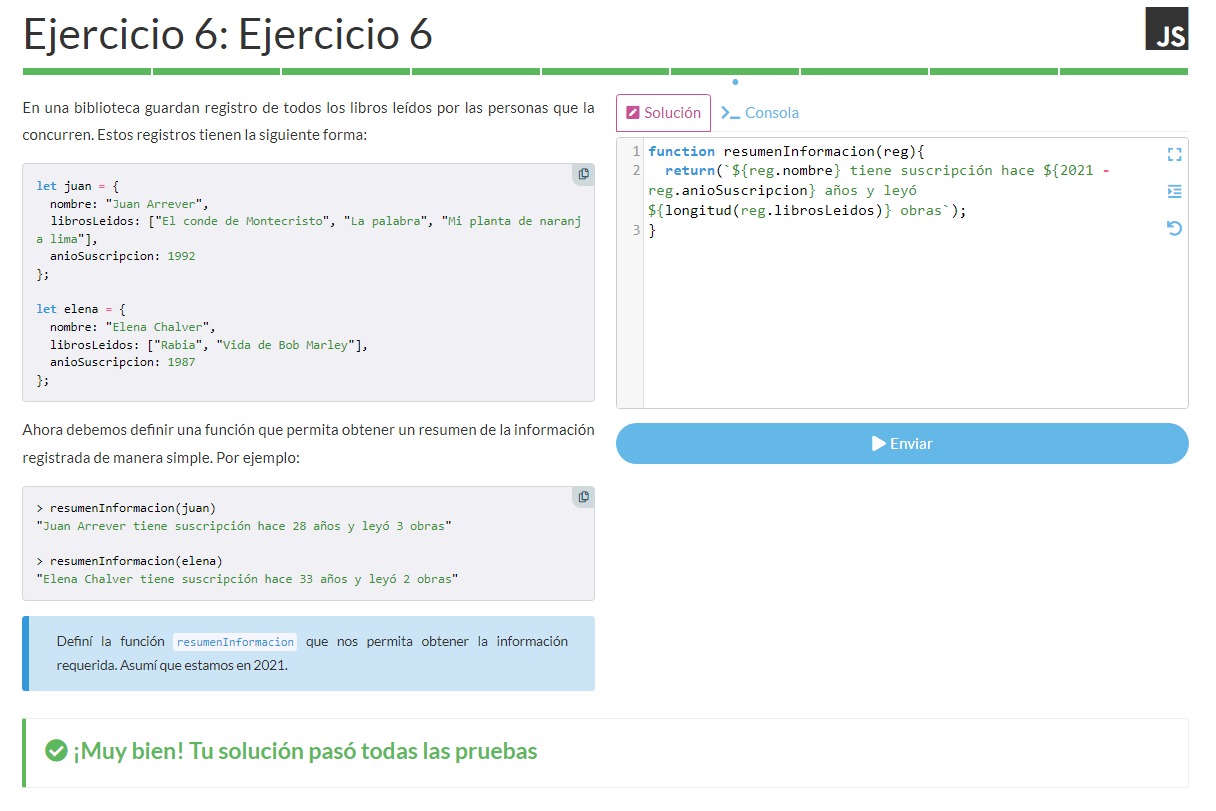 Ejercicio 6: Ejercicio 6
JS
En una biblioteca guardan registro de todos los libros leídos por las personas que la
concurren. Estos registros tienen la siguiente forma:
let juan = {
  nombre: "Juan Arrever",
  librosLeidos: ["El conde de Montecristo", "La palabra", "Mi planta de naranj
a lima"],
  anioSuscripcion: 1992
};
let elena = {
  nombre: "Elena Chalver",
  librosLeidos: ["Rabia", "Vida de Bob Marley"],
  anioSuscripcion: 1987
};
Ahora debemos definir una función que permita obtener un resumen de la información
registrada de manera simple. Por ejemplo:
> resumenInformacion(juan)
"Juan Arrever tiene suscripción hace 28 años y leyó 3 obras"
> resumenInformacion(elena)
"Elena Chalver tiene suscripción hace 33 años y leyó 2 obras"
Definí la función resumenInformacion que nos permita obtener la información
requerida. Asumí que estamos en 2021.
Solución
Consola
1 function resumenInformacion(reg){
2   return(`${reg.nombre} tiene suscripción hace ${2021 -
reg.anioSuscripcion} años y leyó
${longitud(reg.librosLeidos)} obras`);
3 }
Enviar
¡Muy bien! Tu solución pasó todas las pruebas